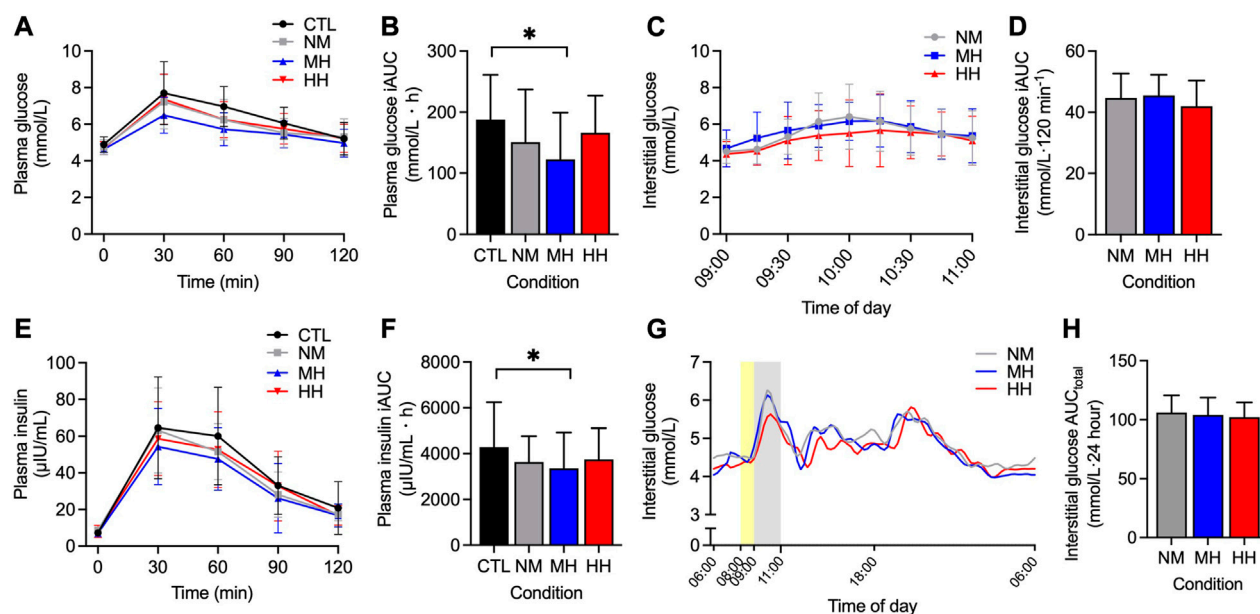 A
Plasma glucose
(mmol/L)
10
8
6
4
2
0
0
30
60
90
120
Time (min)
CTL
NM
MH
HH
B
Plasma glucose iAUC
(mmol/L · h)
300
200
100
0
*
CTL
NM
MH
HH
Condition
C
Interstitial glucose
(mmol/L)
10
8
6
4
2
0
09:00
09:30
10:00
10:30
11:00
Time of day
NM
MH
HH
D
Interstitial glucose iAUC
(mmol/L·120 min⁻¹)
60
40
20
0
NM
MH
HH
Condition
E
Plasma insulin
(µIU/mL)
100
80
60
40
20
0
0
30
60
90
120
Time (min)
CTL
NM
MH
HH
F
Plasma insulin iAUC
(µIU/mL · h)
8000
6000
4000
2000
0
*
CTL
NM
MH
HH
Condition
G
Interstitial glucose
(mmol/L)
7
6
5
4
3
06:00
08:00
09:00
11:00
18:00
06:00
Time of day
NM
MH
HH
H
Interstitial glucose AUCtotal
(mmol/L·24 hour)
150
100
50
0
NM
MH
HH
Condition